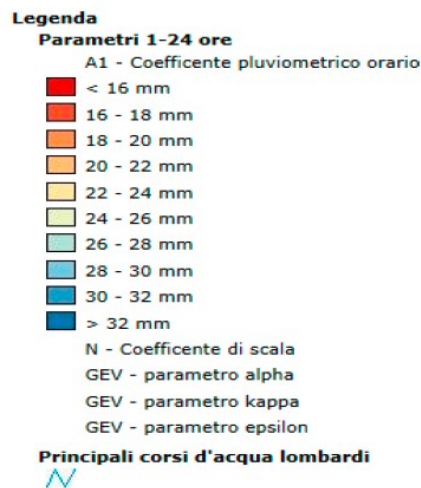 Legenda
Parametri 1-24 ore
A1 - Coefficente pluviometrico orario
< 16 mm
16 - 18 mm
18 - 20 mm
20 - 22 mm
22 - 24 mm
24 - 26 mm
26 - 28 mm
28 - 30 mm
30 - 32 mm
> 32 mm
N - Coefficente di scala
GEV - parametro alpha
GEV - parametro kappa
GEV - parametro epsilon
Principali corsi d'acqua lombardi